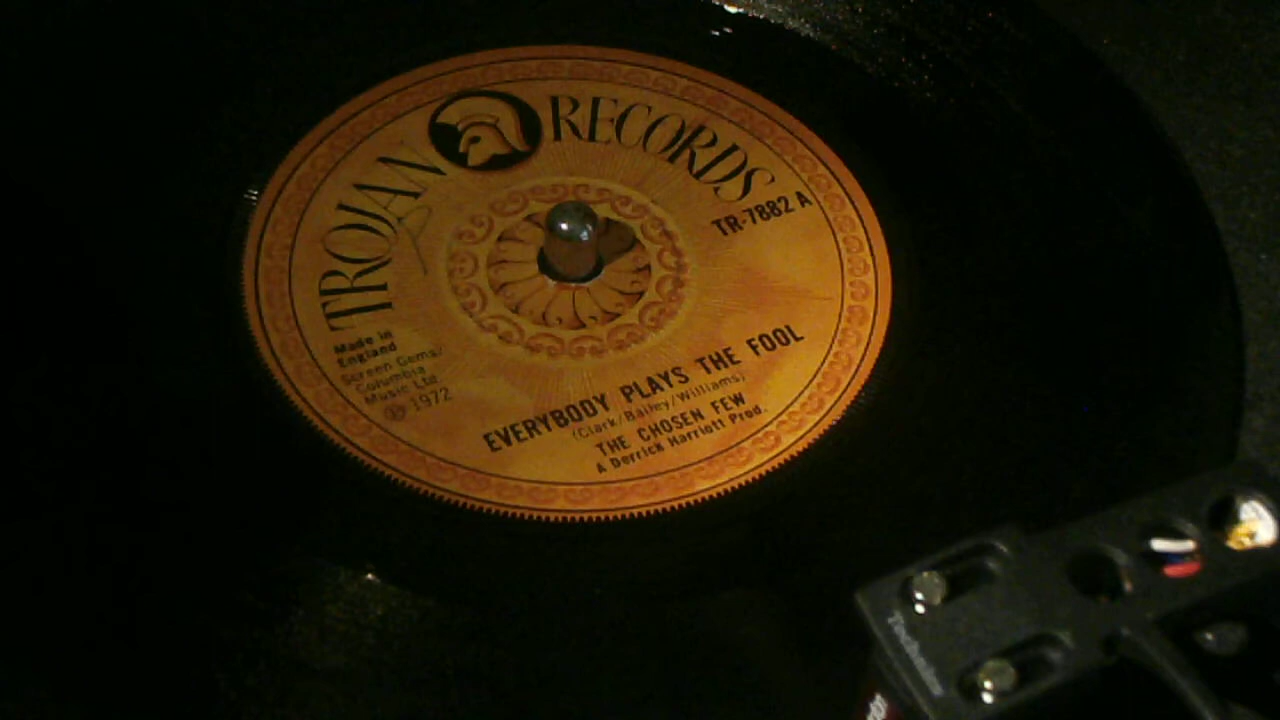 TROJAN RECORDS
TR-7882 A
Made in
England
Screen Gems/
Columbia
Music Ltd.
Ⓟ 1972
EVERYBODY PLAYS THE FOOL
(Clark/Bailey/Williams)
THE CHOSEN FEW
A Derrick Harriott Prod.
Technics